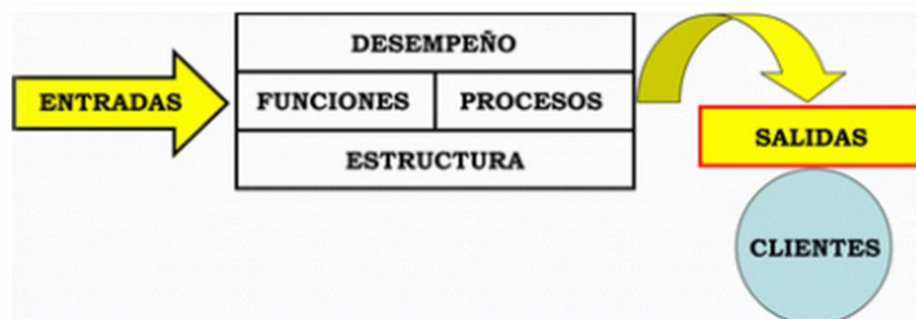 DESEMPEÑO
ENTRADAS
FUNCIONES
PROCESOS
ESTRUCTURA
SALIDAS
CLIENTES